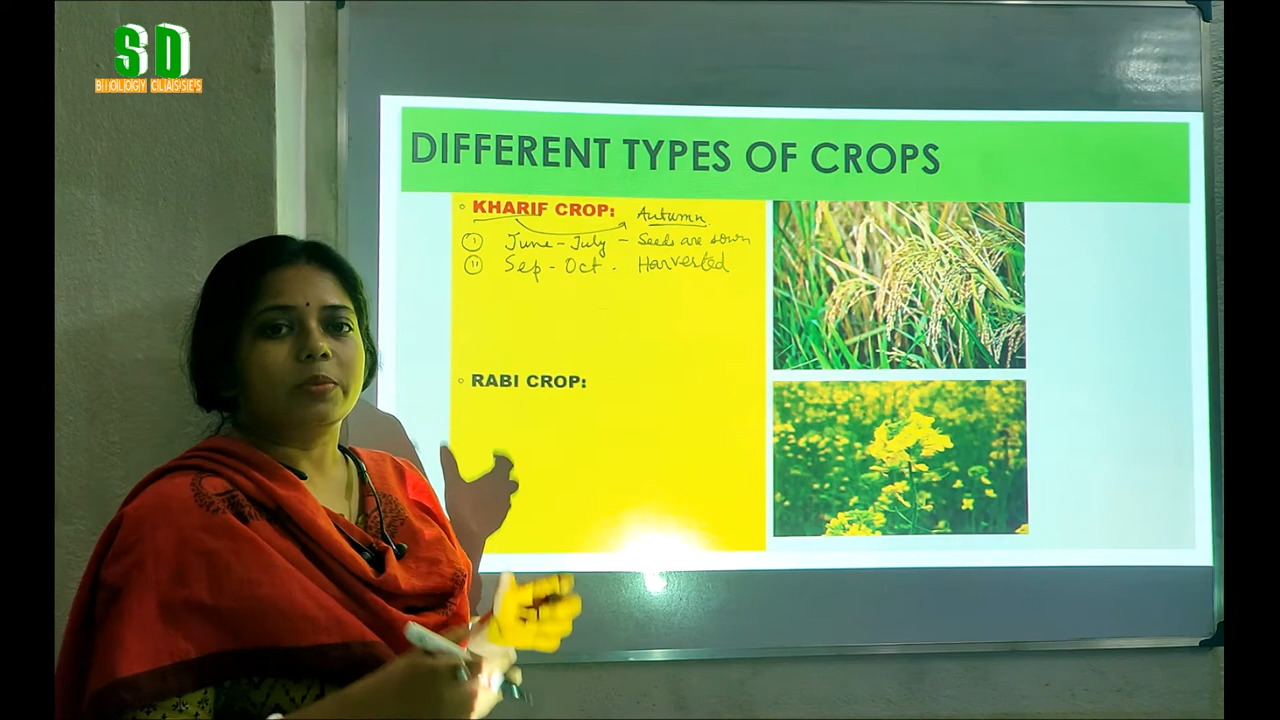 SD
BIOLOGY CLASSES
DIFFERENT TYPES OF CROPS
KHARIF CROP: Autumn.
(i) June - July - Seeds are sown
(ii) Sep - Oct. Harvested
RABI CROP: